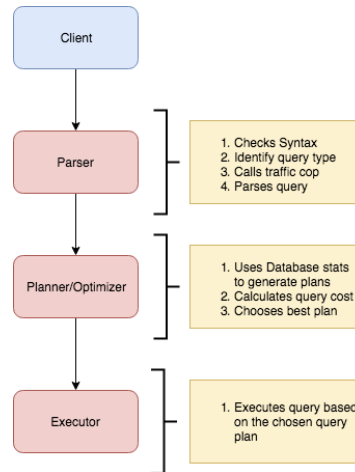 Client
Parser
1. Checks Syntax
2. Identify query type
3. Calls traffic cop
4. Parses query
Planner/Optimizer
1. Uses Database stats
to generate plans
2. Calculates query cost
3. Chooses best plan
Executor
1. Executes query based
on the chosen query
plan